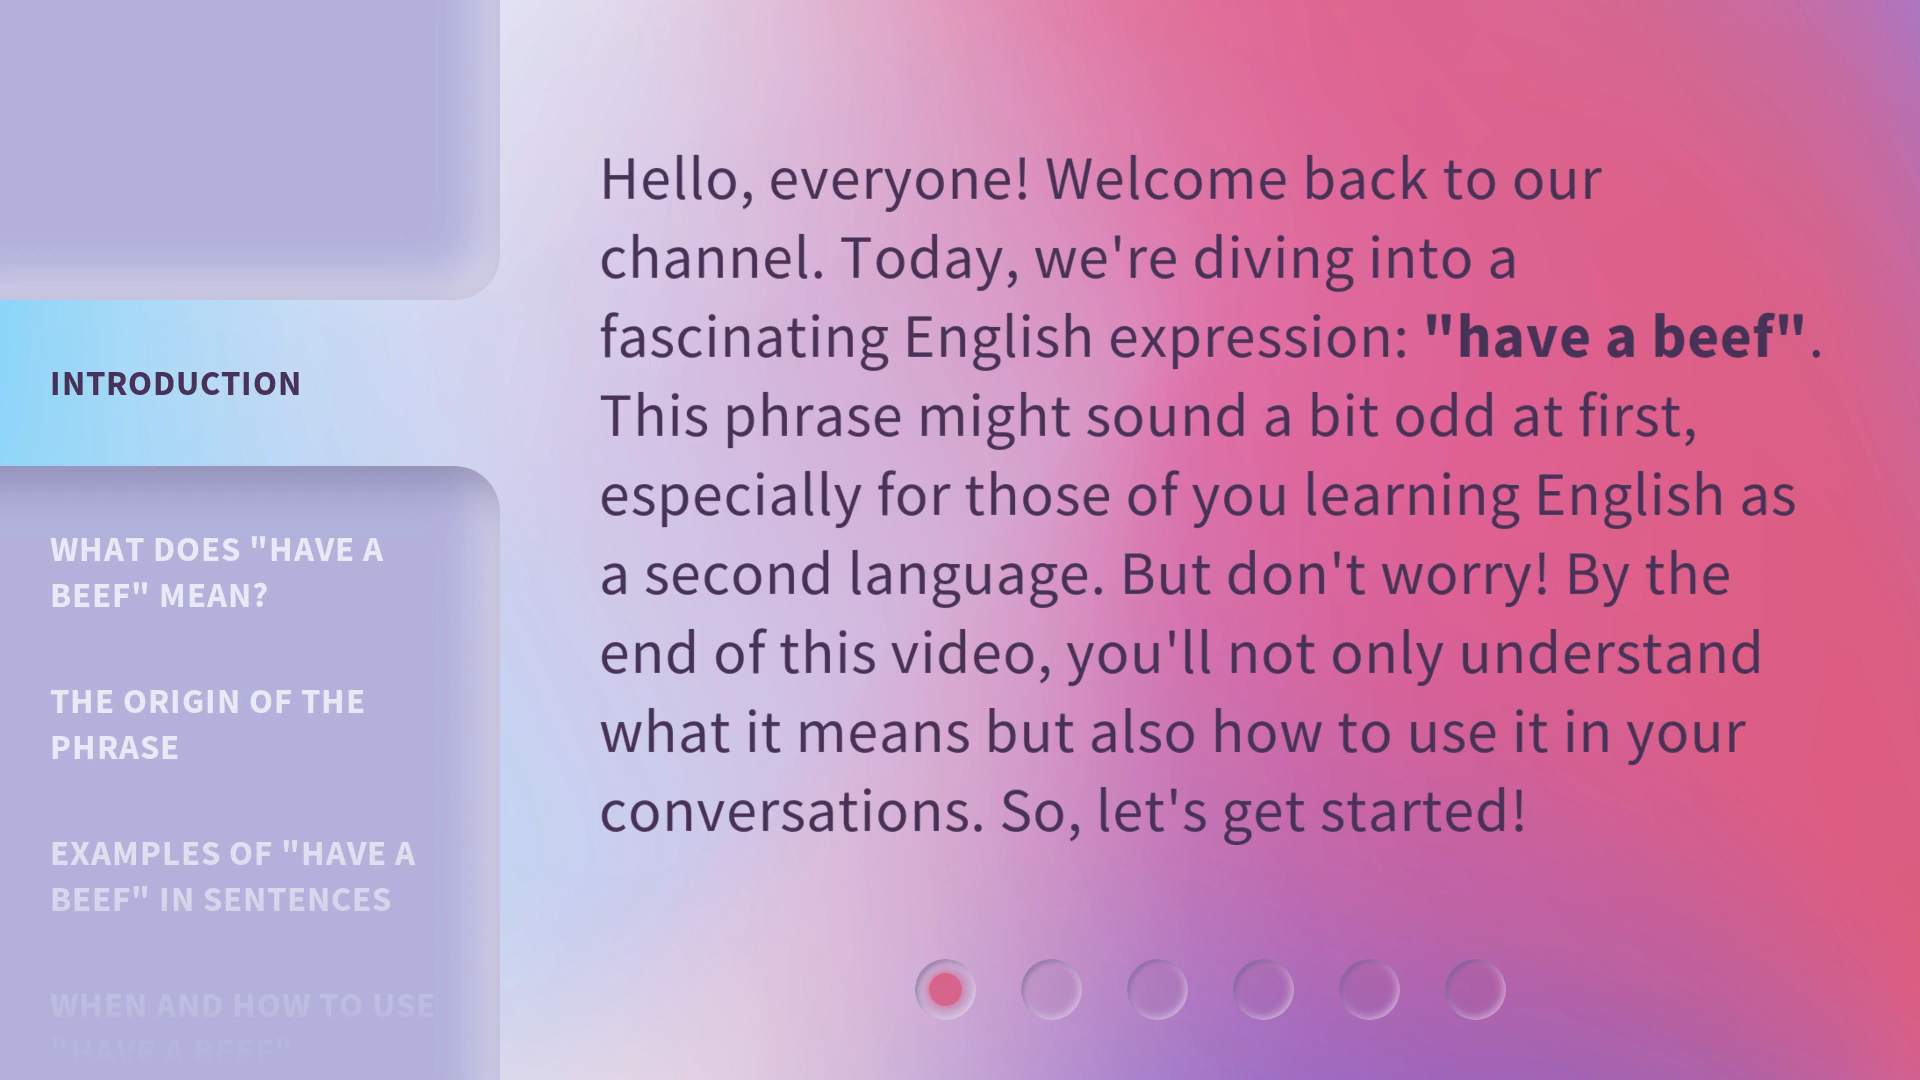 INTRODUCTION
WHAT DOES "HAVE A
BEEF" MEAN?
THE ORIGIN OF THE
PHRASE
EXAMPLES OF "HAVE A
BEEF" IN SENTENCES
WHEN AND HOW TO USE
"HAVE A BEEF"
Hello, everyone! Welcome back to our
channel. Today, we're diving into a
fascinating English expression: "have a beef".
This phrase might sound a bit odd at first,
especially for those of you learning English as
a second language. But don't worry! By the
end of this video, you'll not only understand
what it means but also how to use it in your
conversations. So, let's get started!